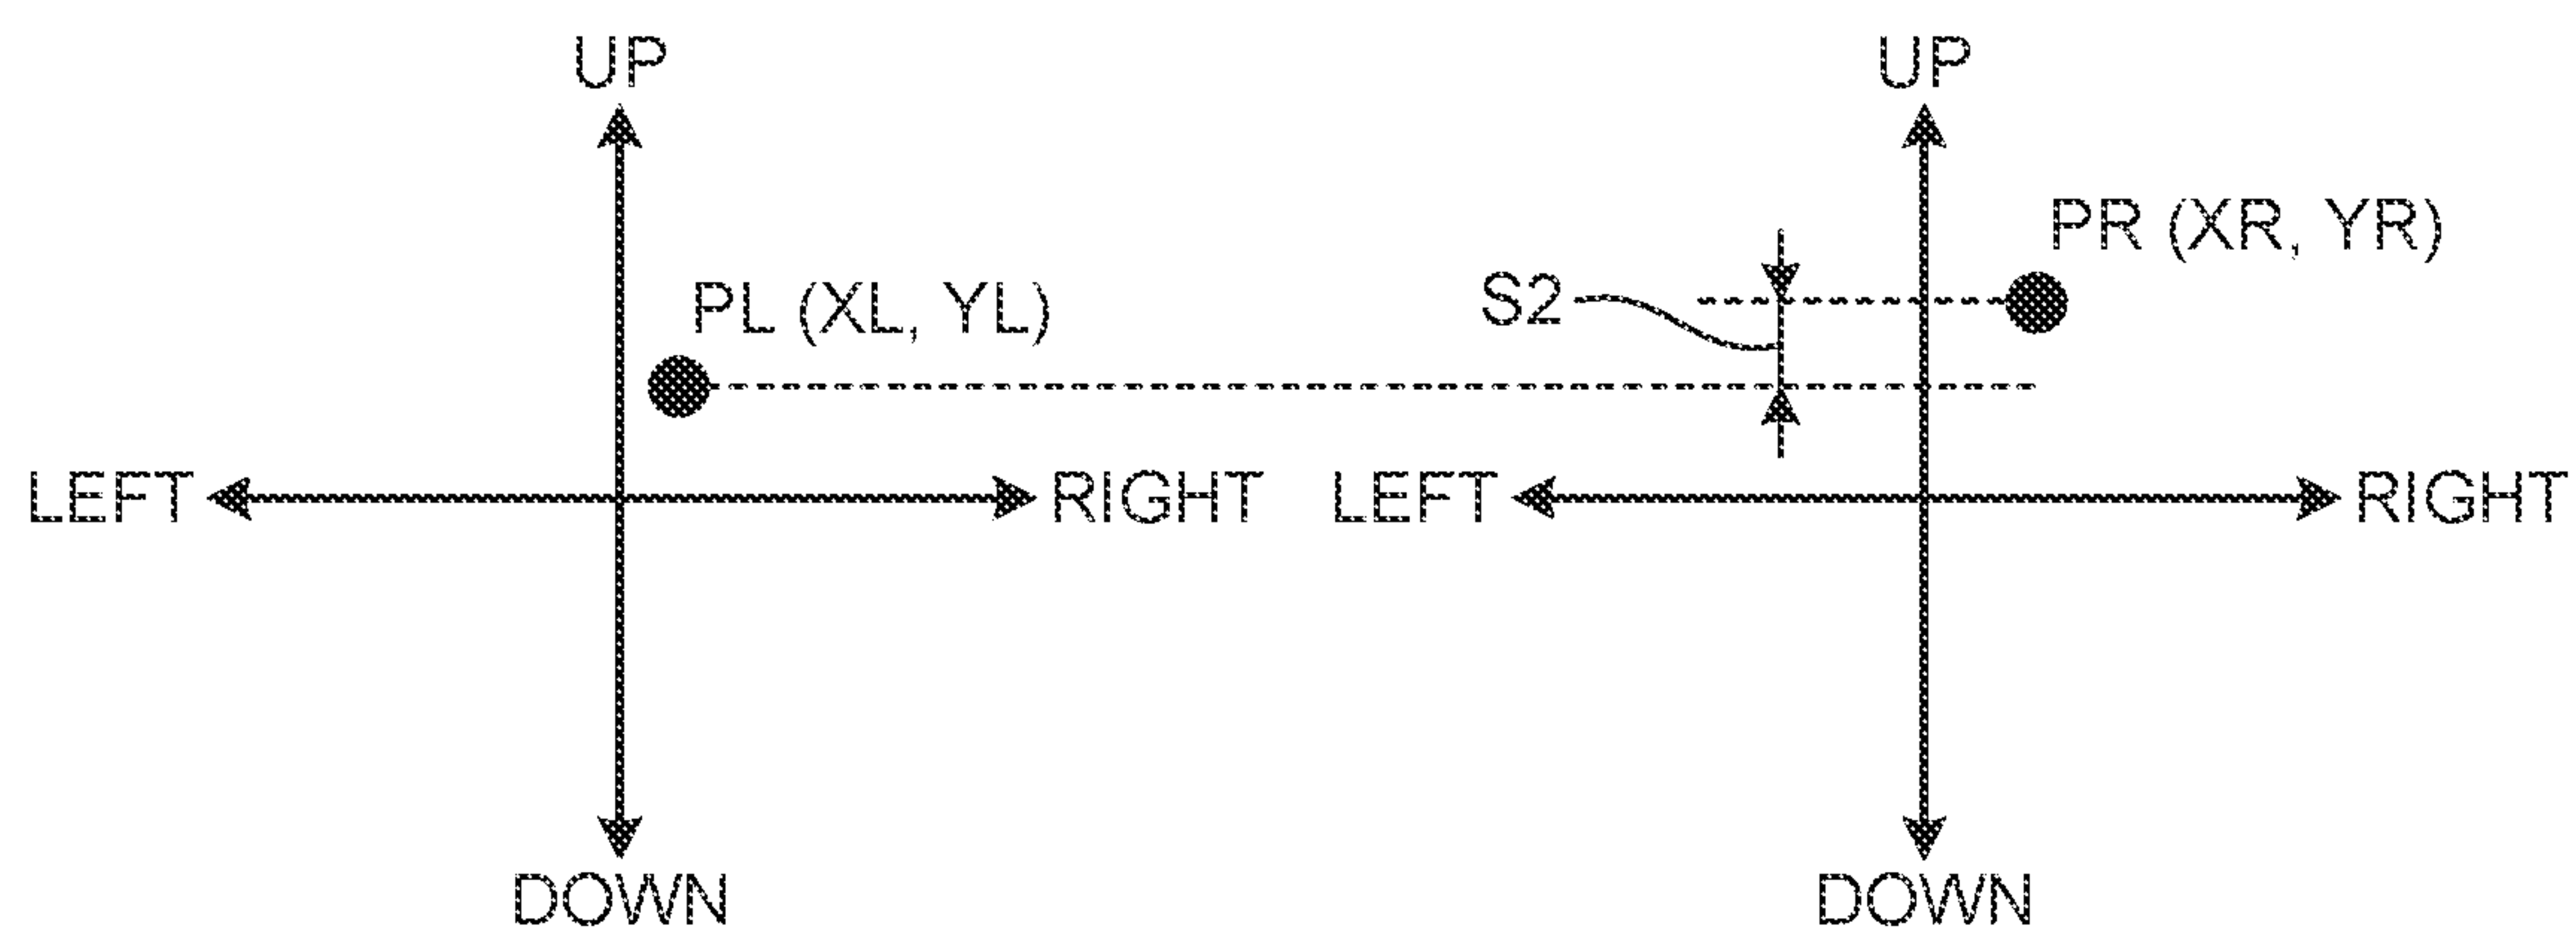 UP
UP
PR (XR, YR)
PL (XL, YL)
S2
LEFT
RIGHT
LEFT
RIGHT
DOWN
DOWN